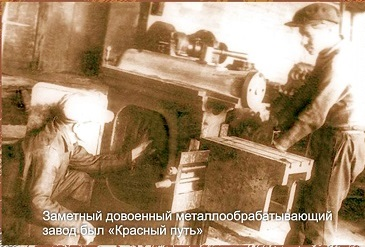 Заметный довоенный металлообрабатывающий
завод был «Красный путь»